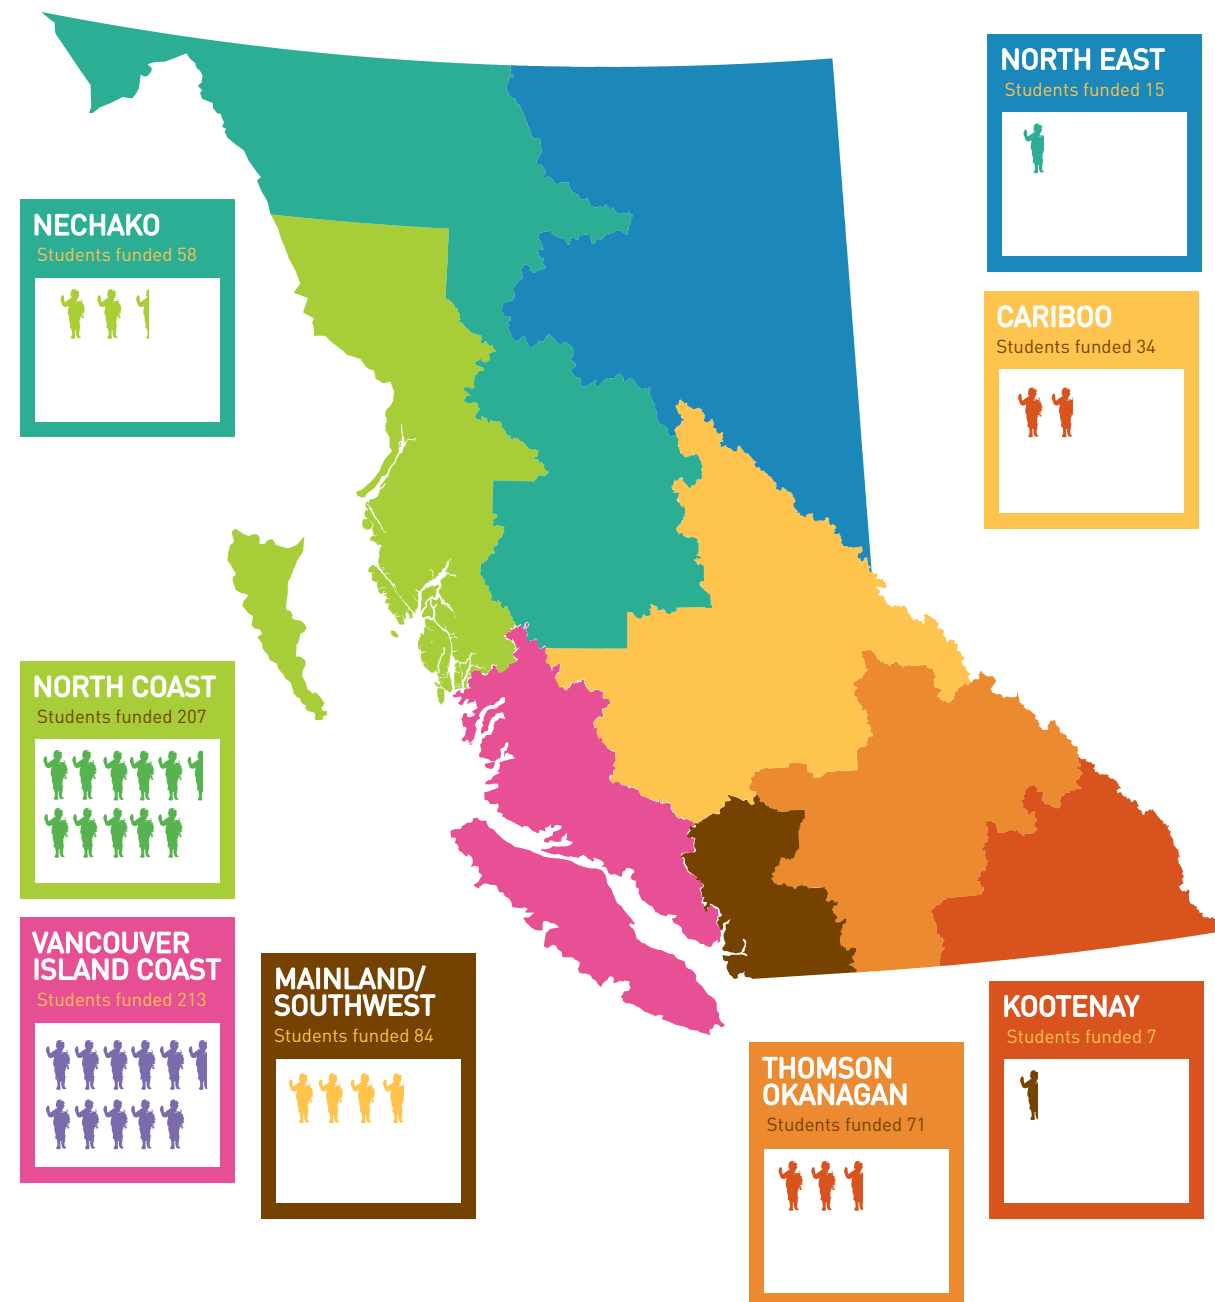 NORTH EAST
Students funded 15
NECHAKO
Students funded 58
CARIBOO
Students funded 34
NORTH COAST
Students funded 207
VANCOUVER
ISLAND COAST
Students funded 213
MAINLAND/
SOUTHWEST
Students funded 84
KOOTENAY
Students funded 7
THOMSON
OKANAGAN
Students funded 71